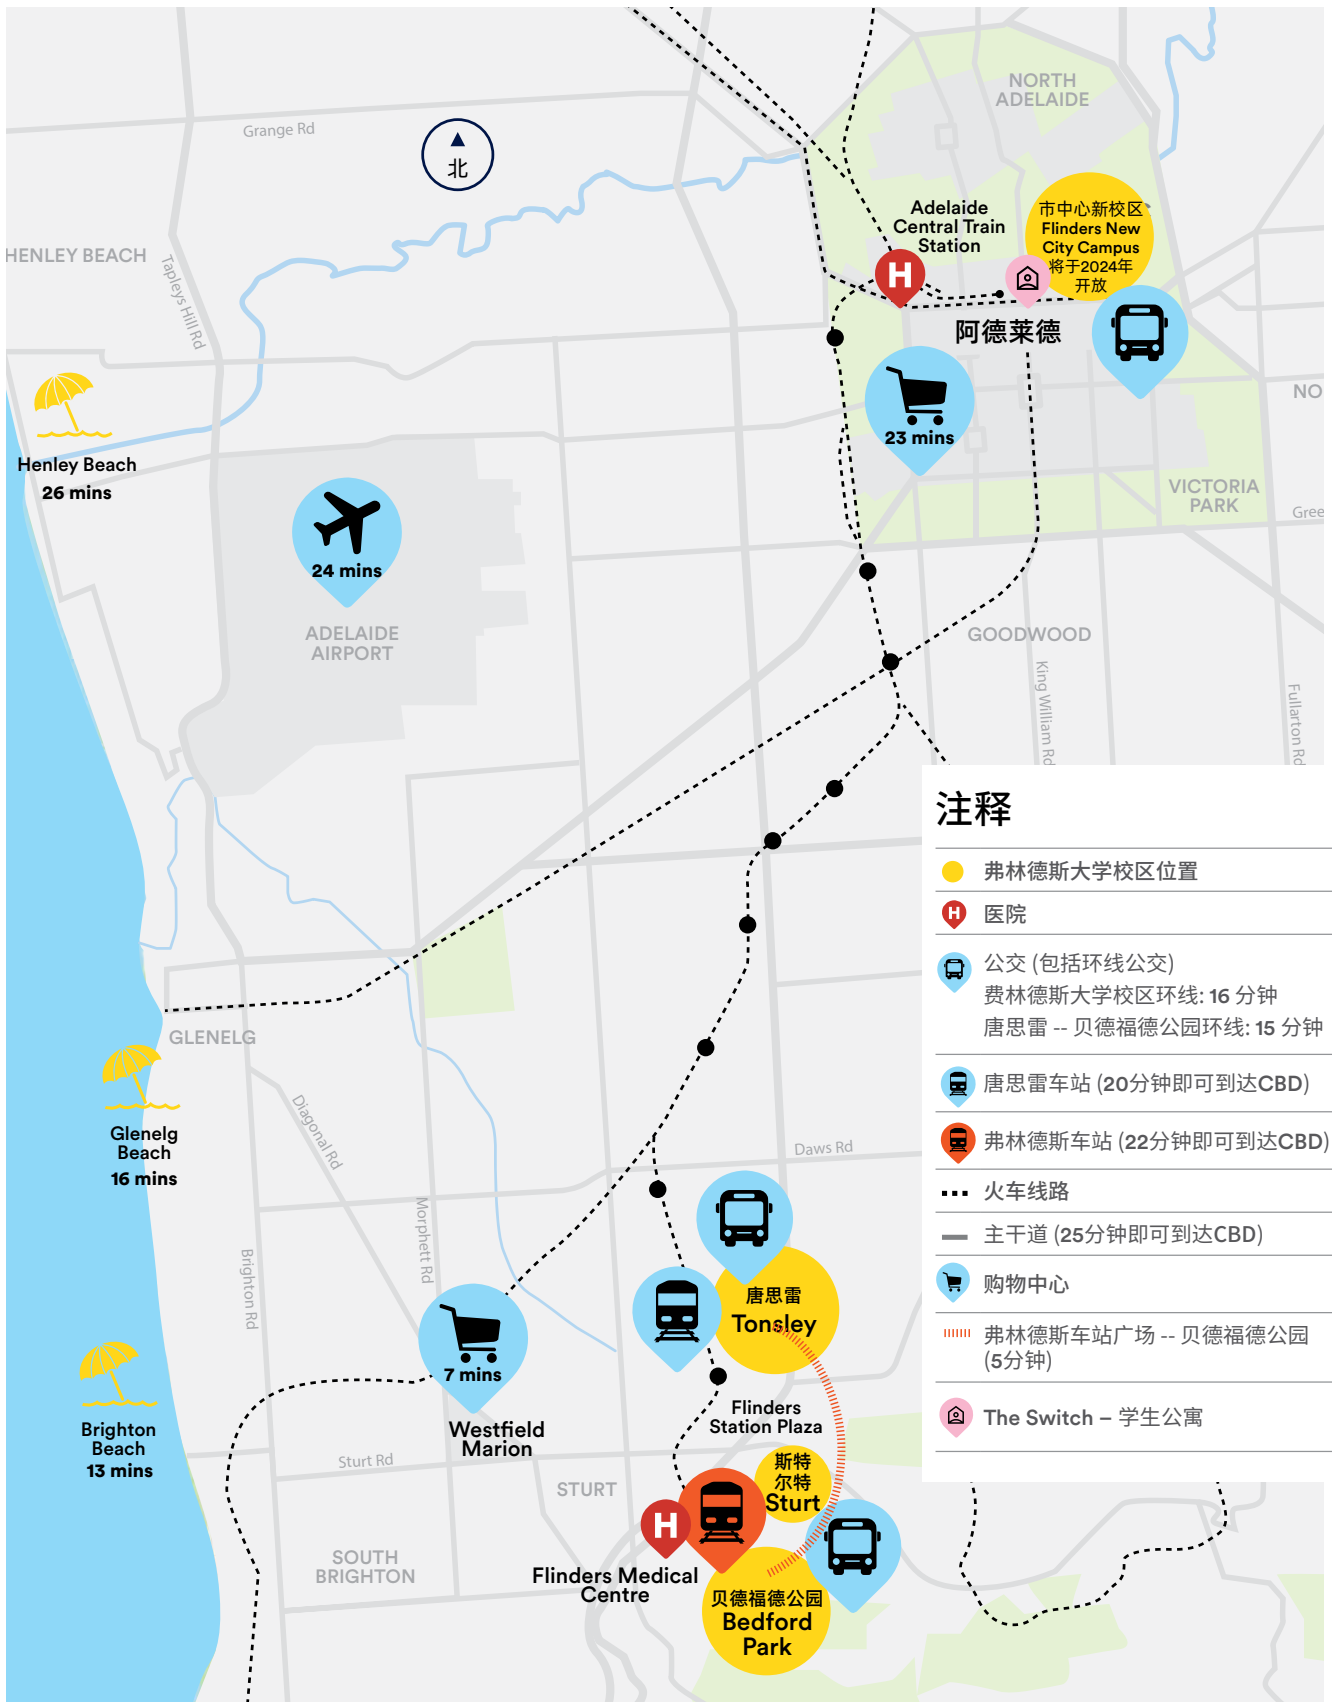 NORTH
ADELAIDE
Grange Rd
北
Adelaide
Central Train
Station
市中心新校区
Flinders New
City Campus
将于2024年
开放
H
HENLEY BEACH
Tapleys Hill Rd
阿德莱德
NO
23 mins
Henley Beach
26 mins
VICTORIA
PARK
Gree
24 mins
ADELAIDE
AIRPORT
GOODWOOD
King William Rd
Fullarton Rd
注释
弗林德斯大学校区位置
H
医院
公交 (包括环线公交)
费林德斯大学校区环线: 16 分钟
唐思雷 -- 贝德福德公园环线: 15 分钟
唐思雷车站 (20分钟即可到达CBD)
弗林德斯车站 (22分钟即可到达CBD)
火车线路
主干道 (25分钟即可到达CBD)
购物中心
弗林德斯车站广场 -- 贝德福德公园
(5分钟)
The Switch – 学生公寓
GLENELG
Diagonal Rd
Glenelg
Beach
16 mins
Daws Rd
Morphett Rd
Brighton Rd
唐思雷
Tonsley
7 mins
Westfield
Marion
Flinders
Station Plaza
Brighton
Beach
13 mins
Sturt Rd
STURT
斯特
尔特
Sturt
H
SOUTH
BRIGHTON
Flinders Medical
Centre
贝德福德公园
Bedford
Park